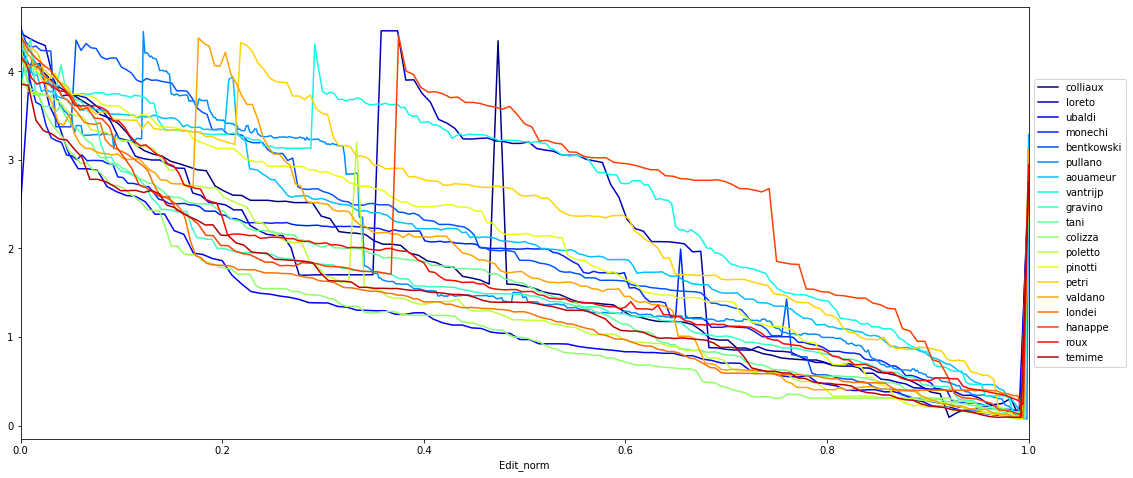 4
3
2
1
0
0.0 0.2 0.4 0.6 0.8 1.0
Edit_norm
colliaux
loreto
ubaldi
monechi
bentkowski
pullano
aouameur
vantrijp
gravino
tani
colizza
poletto
pinotti
petri
valdano
londei
hanappe
roux
temime